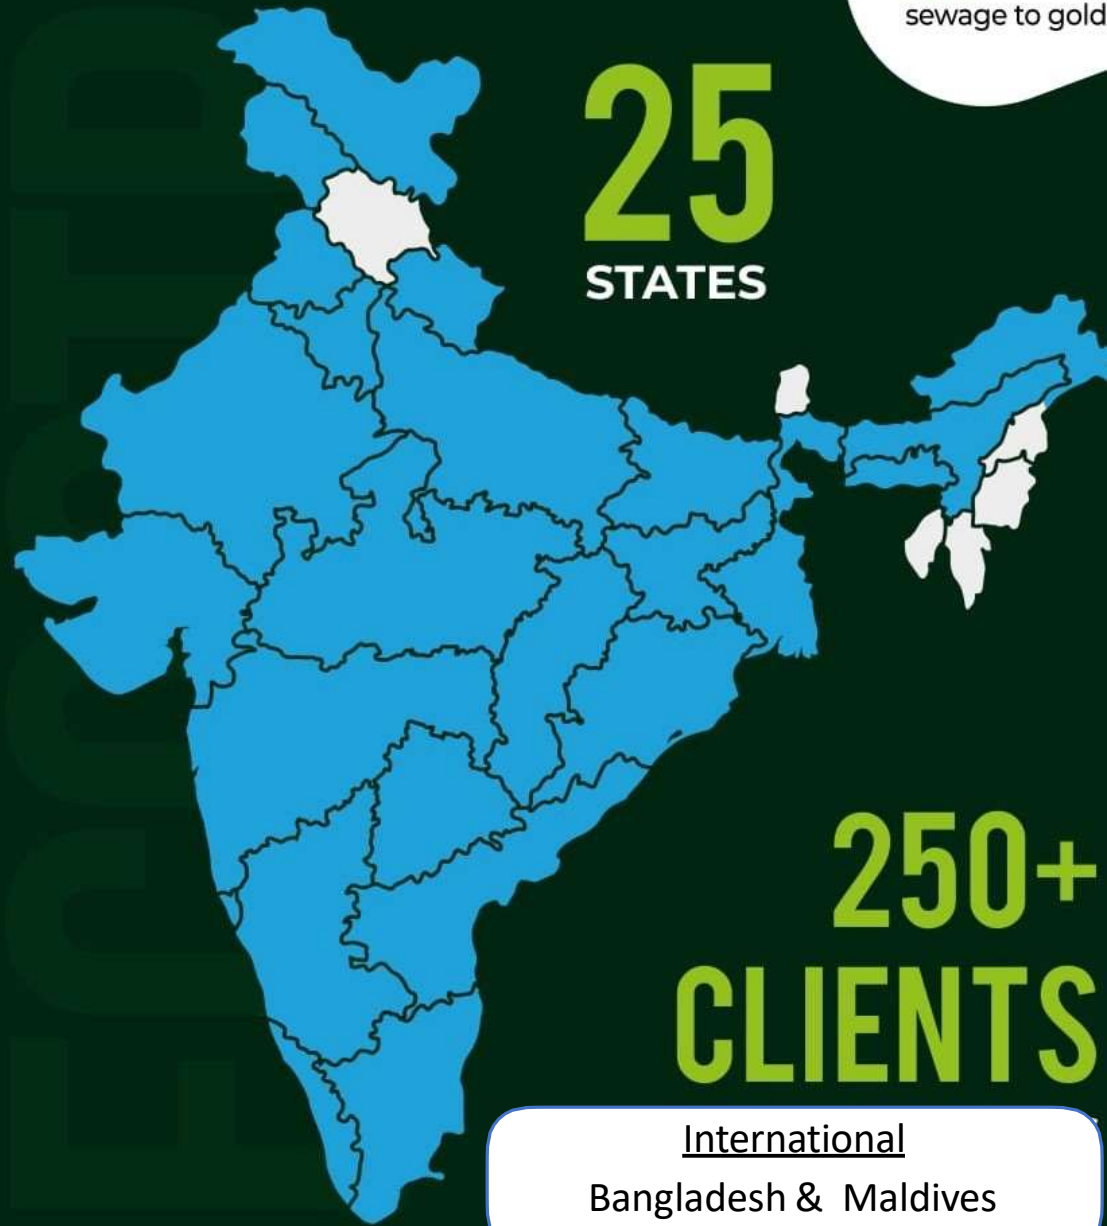 sewage to gold
25
STATES
250+
CLIENTS
International
Bangladesh & Maldives